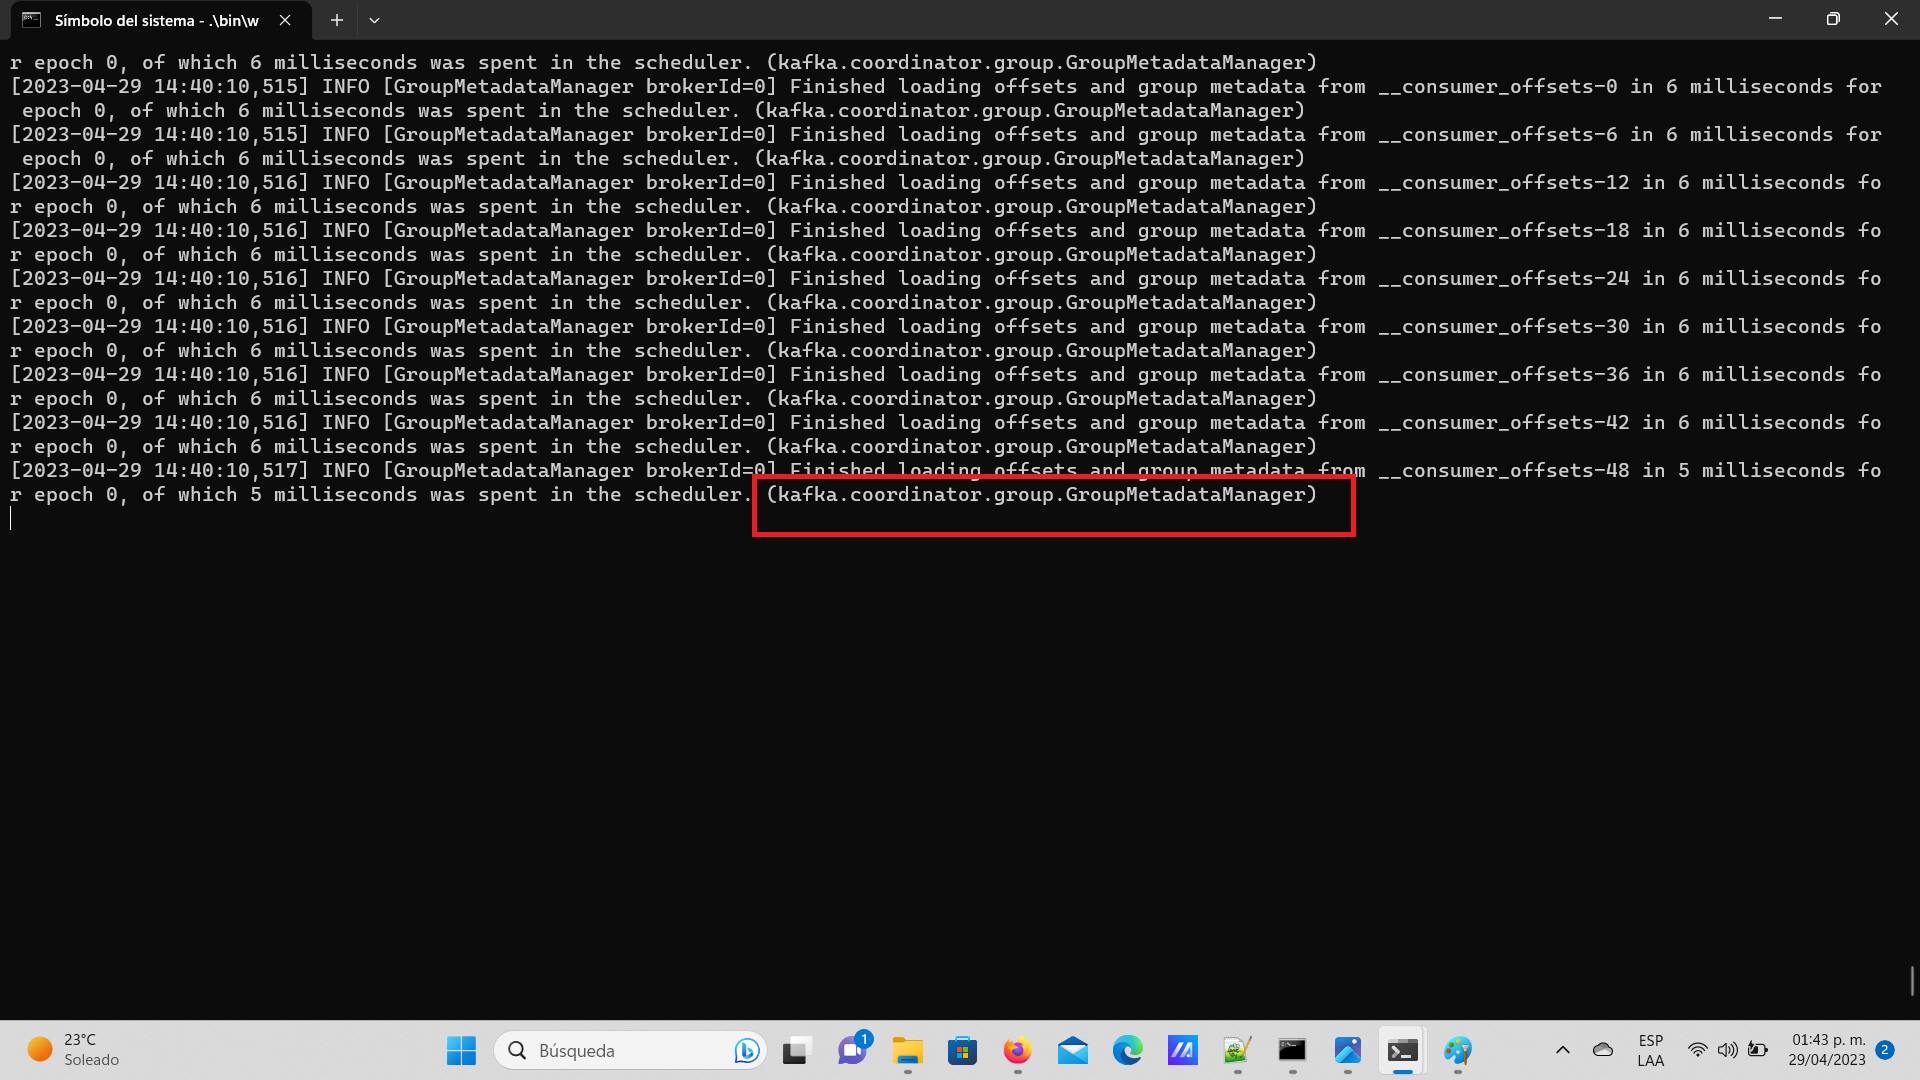 Símbolo del sistema - .\bin\w
r epoch 0, of which 6 milliseconds was spent in the scheduler. (kafka.coordinator.group.GroupMetadataManager)
[2023-04-29 14:40:10,515] INFO [GroupMetadataManager brokerId=0] Finished loading offsets and group metadata from __consumer_offsets-0 in 6 milliseconds for
 epoch 0, of which 6 milliseconds was spent in the scheduler. (kafka.coordinator.group.GroupMetadataManager)
[2023-04-29 14:40:10,515] INFO [GroupMetadataManager brokerId=0] Finished loading offsets and group metadata from __consumer_offsets-6 in 6 milliseconds for
 epoch 0, of which 6 milliseconds was spent in the scheduler. (kafka.coordinator.group.GroupMetadataManager)
[2023-04-29 14:40:10,516] INFO [GroupMetadataManager brokerId=0] Finished loading offsets and group metadata from __consumer_offsets-12 in 6 milliseconds fo
r epoch 0, of which 6 milliseconds was spent in the scheduler. (kafka.coordinator.group.GroupMetadataManager)
[2023-04-29 14:40:10,516] INFO [GroupMetadataManager brokerId=0] Finished loading offsets and group metadata from __consumer_offsets-18 in 6 milliseconds fo
r epoch 0, of which 6 milliseconds was spent in the scheduler. (kafka.coordinator.group.GroupMetadataManager)
[2023-04-29 14:40:10,516] INFO [GroupMetadataManager brokerId=0] Finished loading offsets and group metadata from __consumer_offsets-24 in 6 milliseconds fo
r epoch 0, of which 6 milliseconds was spent in the scheduler. (kafka.coordinator.group.GroupMetadataManager)
[2023-04-29 14:40:10,516] INFO [GroupMetadataManager brokerId=0] Finished loading offsets and group metadata from __consumer_offsets-30 in 6 milliseconds fo
r epoch 0, of which 6 milliseconds was spent in the scheduler. (kafka.coordinator.group.GroupMetadataManager)
[2023-04-29 14:40:10,516] INFO [GroupMetadataManager brokerId=0] Finished loading offsets and group metadata from __consumer_offsets-36 in 6 milliseconds fo
r epoch 0, of which 6 milliseconds was spent in the scheduler. (kafka.coordinator.group.GroupMetadataManager)
[2023-04-29 14:40:10,516] INFO [GroupMetadataManager brokerId=0] Finished loading offsets and group metadata from __consumer_offsets-42 in 6 milliseconds fo
r epoch 0, of which 6 milliseconds was spent in the scheduler. (kafka.coordinator.group.GroupMetadataManager)
[2023-04-29 14:40:10,517] INFO [GroupMetadataManager brokerId=0] Finished loading offsets and group metadata from __consumer_offsets-48 in 5 milliseconds fo
r epoch 0, of which 5 milliseconds was spent in the scheduler. (kafka.coordinator.group.GroupMetadataManager)
23°C
Soleado
Búsqueda
1
ESP
LAA
01:43 p. m.
29/04/2023
2